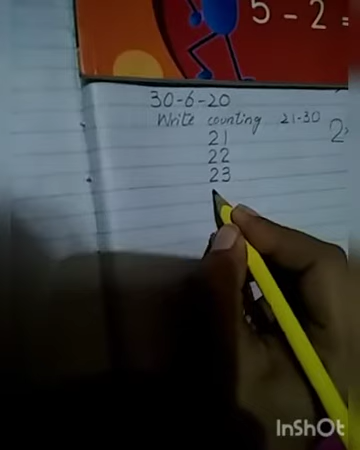 5 - 2 =
30-6-20
Write counting 21-30
21
22
23
InShOt